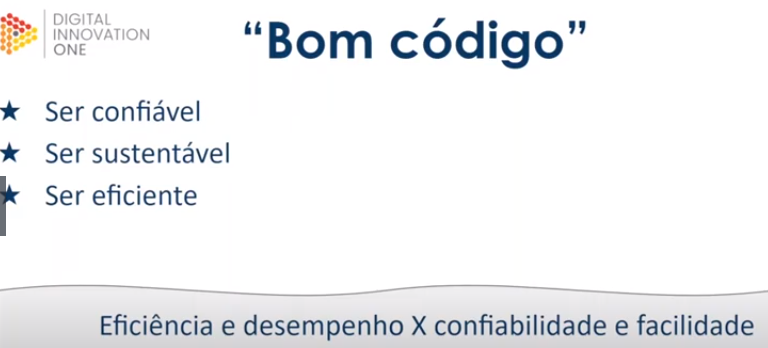 DIGITAL
INNOVATION
ONE
“Bom código”
★ Ser confiável
★ Ser sustentável
★ Ser eficiente
Eficiência e desempenho X confiabilidade e facilidade